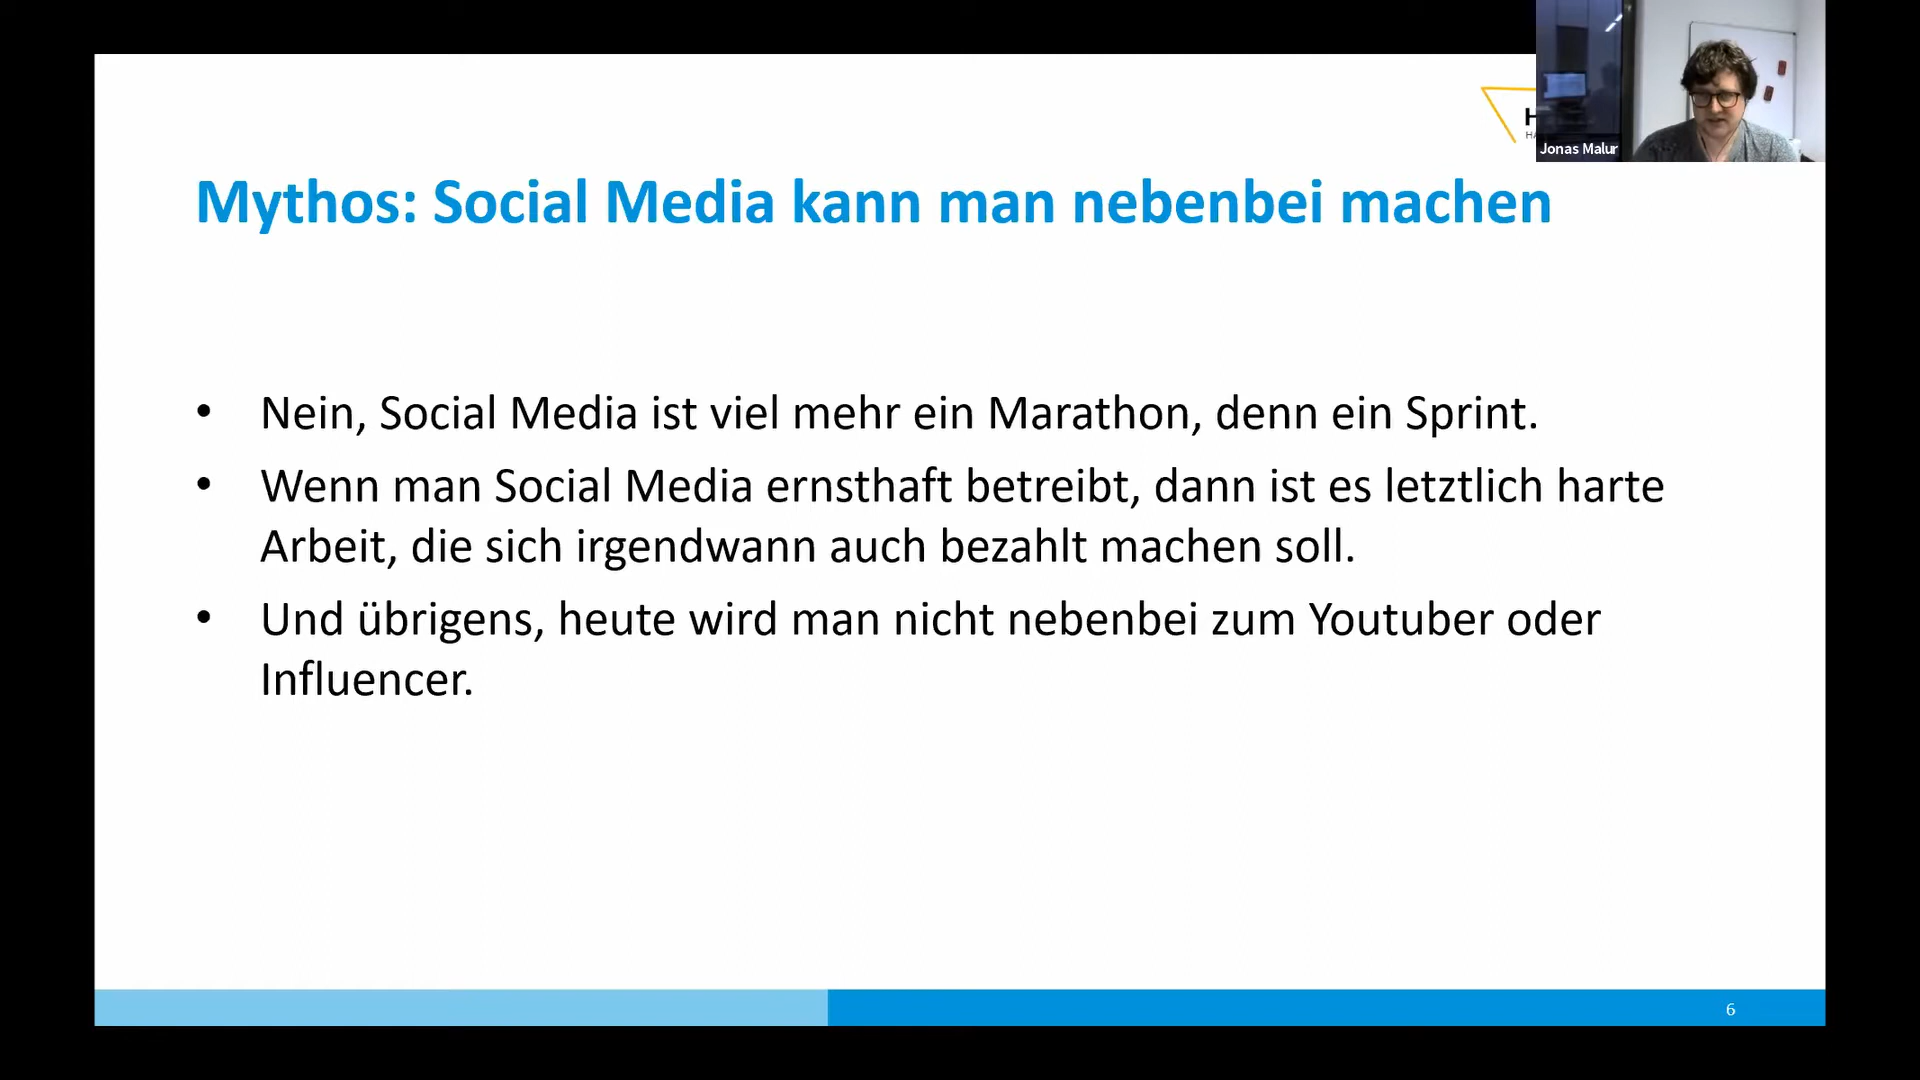 Jonas Malur
Mythos: Social Media kann man nebenbei machen
• Nein, Social Media ist viel mehr ein Marathon, denn ein Sprint.
• Wenn man Social Media ernsthaft betreibt, dann ist es letztlich harte
Arbeit, die sich irgendwann auch bezahlt machen soll.
• Und übrigens, heute wird man nicht nebenbei zum Youtuber oder
Influencer.
6